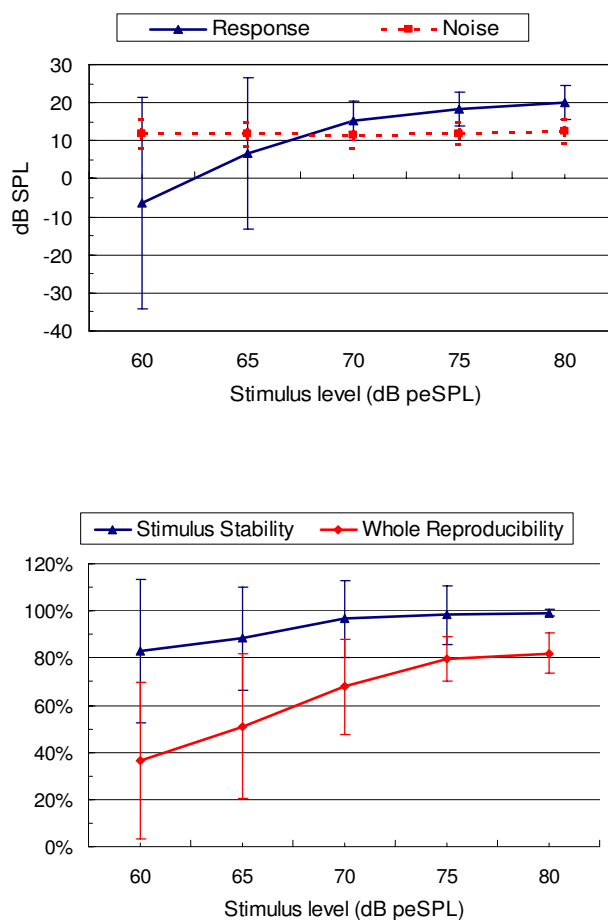 Response Noise
30
20
10
0
-10
-20
-30
-40
dB SPL
60 65 70 75 80
Stimulus level (dB peSPL)
Stimulus Stability Whole Reproducibility
120%
100%
80%
60%
40%
20%
0%
60 65 70 75 80
Stimulus level (dB peSPL)